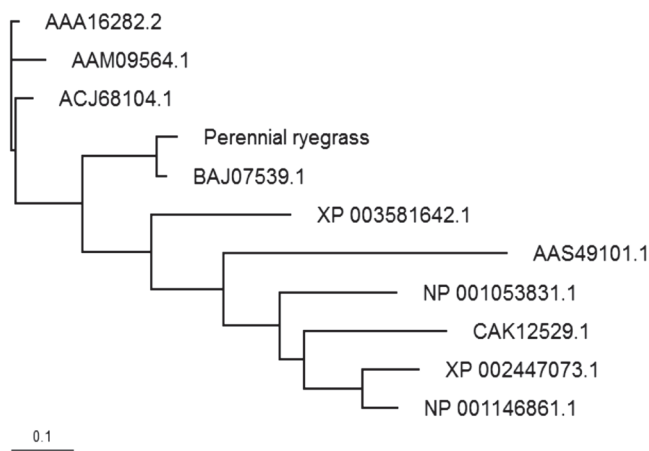 AAA16282.2
AAM09564.1
ACJ68104.1
Perennial ryegrass
BAJ07539.1
XP 003581642.1
AAS49101.1
NP 001053831.1
CAK12529.1
XP 002447073.1
NP 001146861.1
0.1